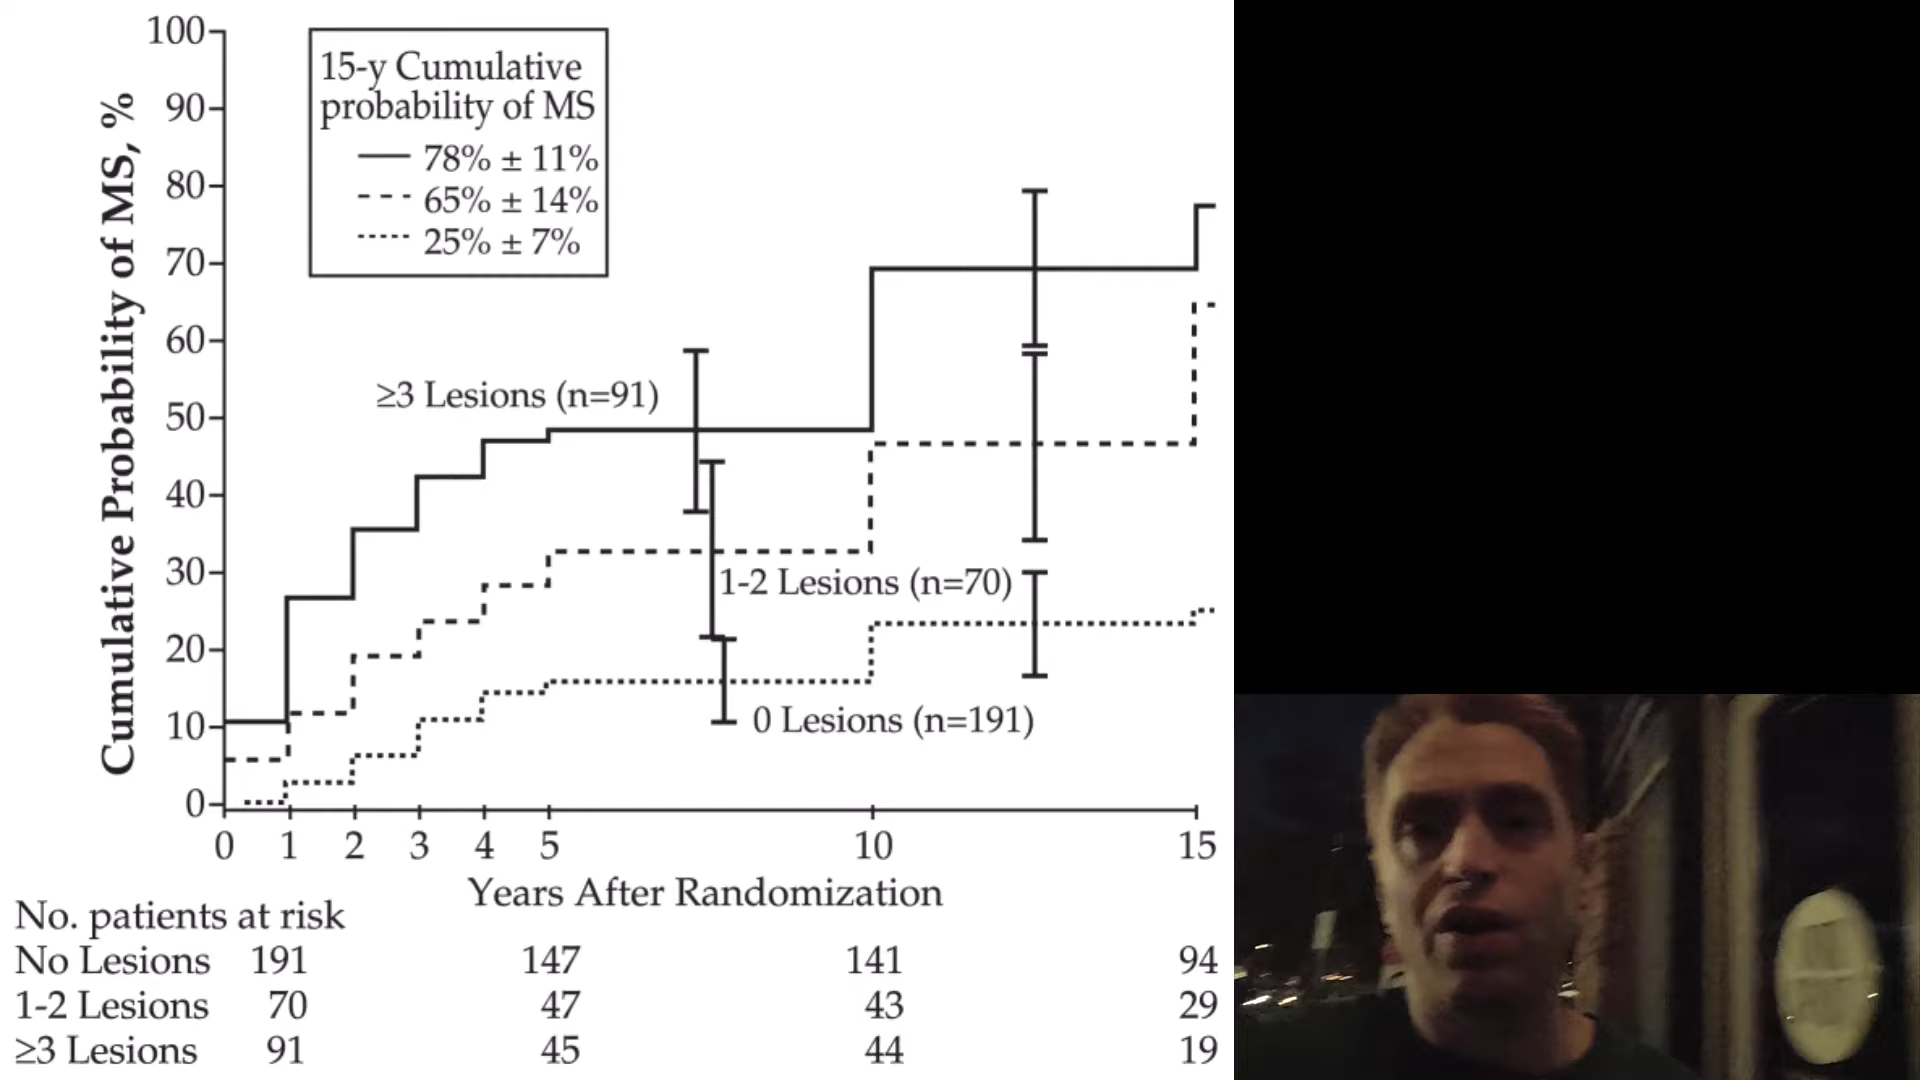 100
90
80
70
60
50
40
30
20
10
0
Cumulative Probability of MS, %
15-y Cumulative
probability of MS
78% ± 11%
65% ± 14%
25% ± 7%
≥3 Lesions (n=91)
1-2 Lesions (n=70)
0 Lesions (n=191)
0 1 2 3 4 5 10 15
Years After Randomization
No. patients at risk
No Lesions 191 147 141 94
1-2 Lesions 70 47 43 29
≥3 Lesions 91 45 44 19